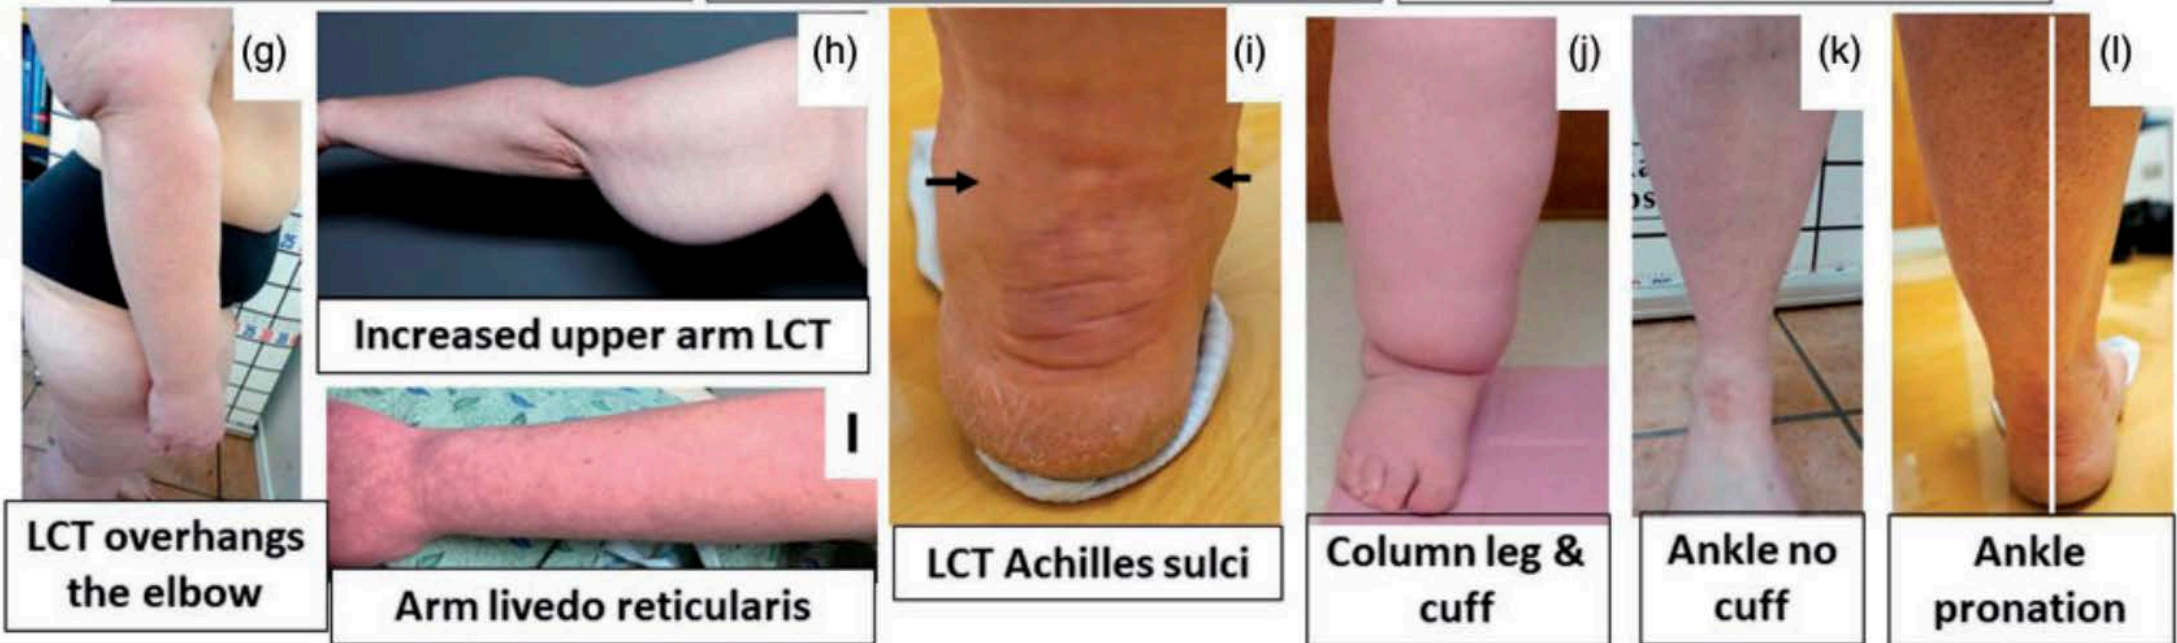 (g)
(h)
(i)
(j)
(k)
(l)
Increased upper arm LCT
I
LCT overhangs
the elbow
Arm livedo reticularis
LCT Achilles sulci
Column leg &
cuff
Ankle no
cuff
Ankle
pronation